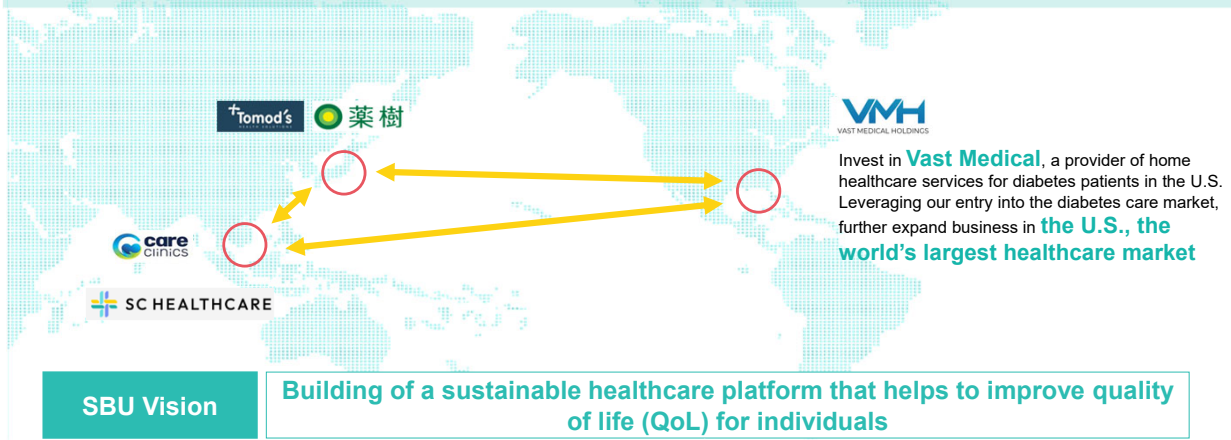 +Tomod's
HEALTH SOLUTIONS
薬樹
VMH
VAST MEDICAL HOLDINGS
Invest in Vast Medical, a provider of home
healthcare services for diabetes patients in the U.S.
Leveraging our entry into the diabetes care market,
further expand business in the U.S., the
world's largest healthcare market
care
clinics
SC HEALTHCARE
SBU Vision
Building of a sustainable healthcare platform that helps to improve quality
of life (QoL) for individuals